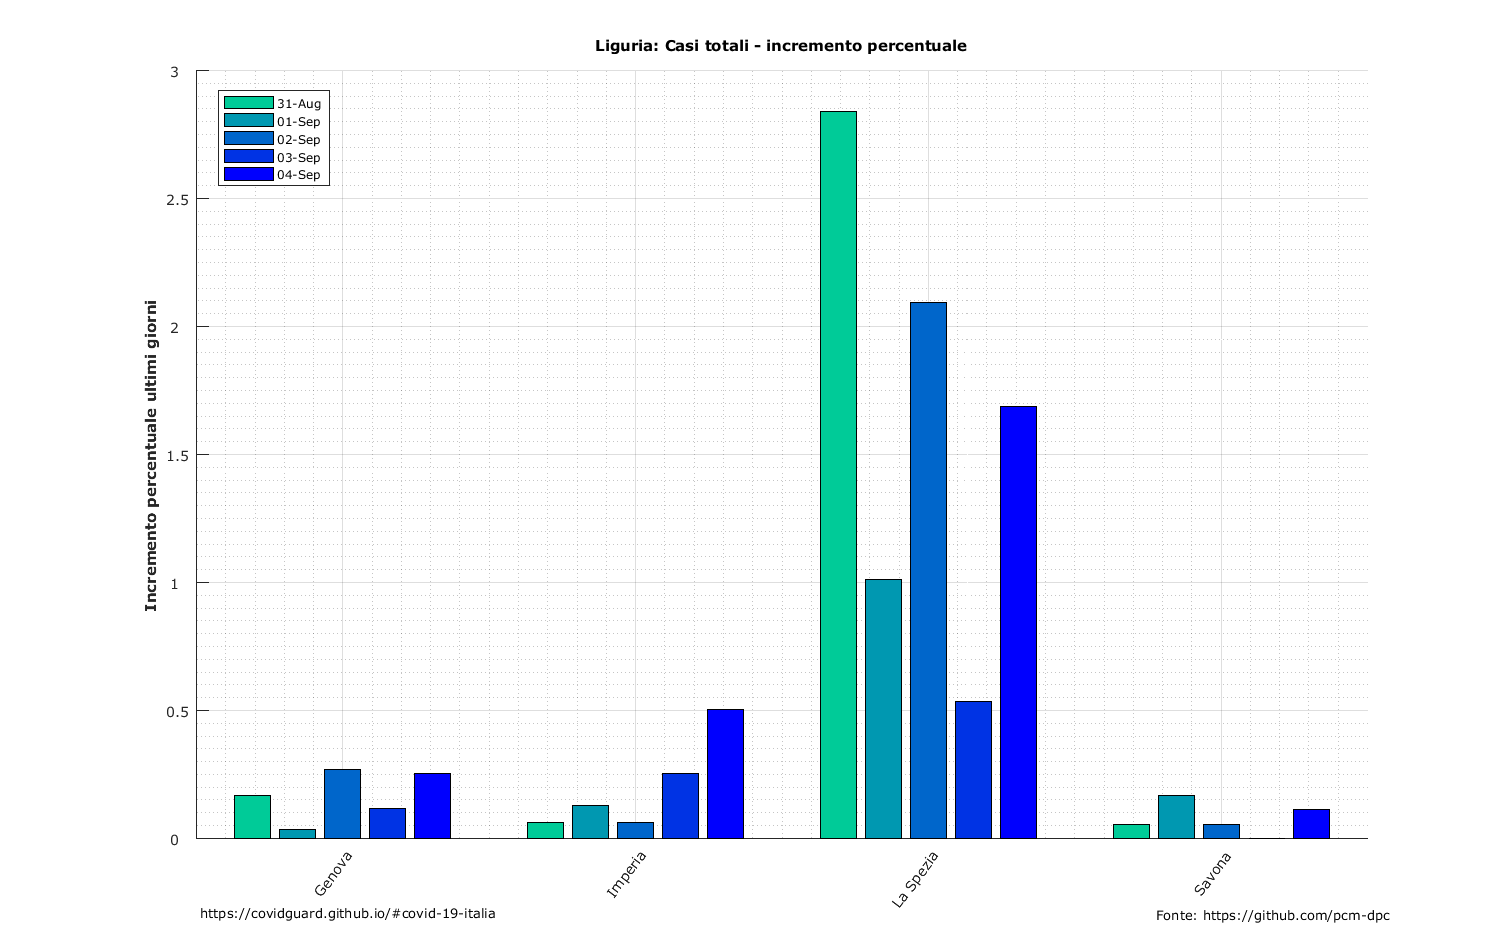 Liguria: Casi totali - incremento percentuale
31-Aug
01-Sep
02-Sep
03-Sep
04-Sep
Incremento percentuale ultimi giorni
3
2.5
2
1.5
1
0.5
0
Genova
Imperia
La Spezia
Savona
https://covidguard.github.io/#covid-19-italia
Fonte: https://github.com/pcm-dpc